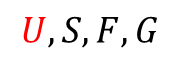 U, S, F, G